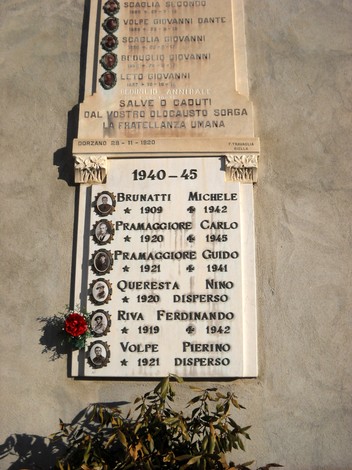 SCAGLIA SECONDO
VOLPE GIOVANNI DANTE
SCAGLIA GIOVANNI
LETO GIOVANNI
ANNIBALE
SALVE O CADUTI
DAL VOSTRO OLOCAUSTO SORGA
LA FRATELLANZA UMANA
DORZANO 28-11-1920
BIELLA
1940-45
BRUNATTI MICHELE
★ 1909 ✠ 1942
PRAMAGGIORE CARLO
★ 1920 ✠ 1945
PRAMAGGIORE GUIDO
★ 1921 ✠ 1941
QUERESTA NINO
★ 1920 DISPERSO
RIVA FERDINANDO
★ 1919 ✠ 1942
VOLPE PIERINO
★ 1921 DISPERSO